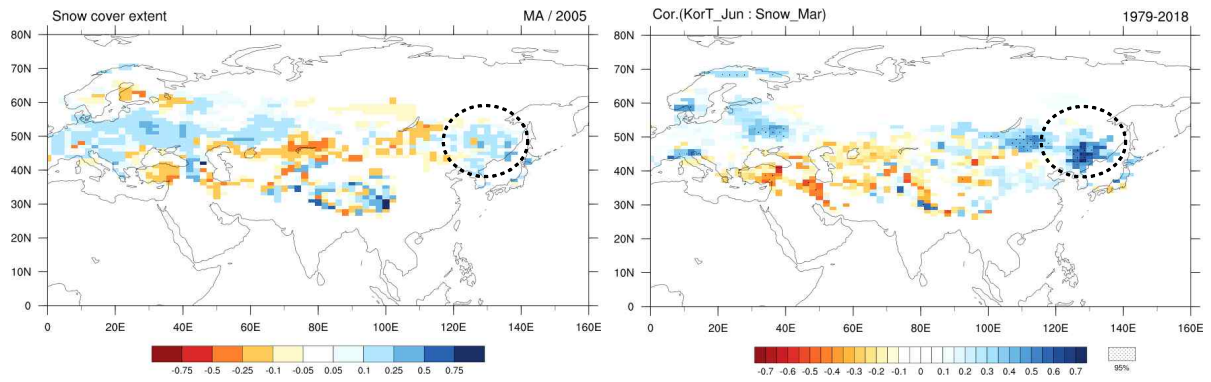 Snow cover extent MA / 2005
80N
70N
60N
50N
40N
30N
20N
10N
0
0 20E 40E 60E 80E 100E 120E 140E 160E
-0.75 -0.5 -0.25 -0.1 -0.05 0.05 0.1 0.25 0.5 0.75
Cor.(KorT_Jun : Snow_Mar) 1979-2018
80N
70N
60N
50N
40N
30N
20N
10N
0
0 20E 40E 60E 80E 100E 120E 140E 160E
-0.7 -0.6 -0.5 -0.4 -0.3 -0.2 -0.1 0 0.1 0.2 0.3 0.4 0.5 0.6 0.7
95%